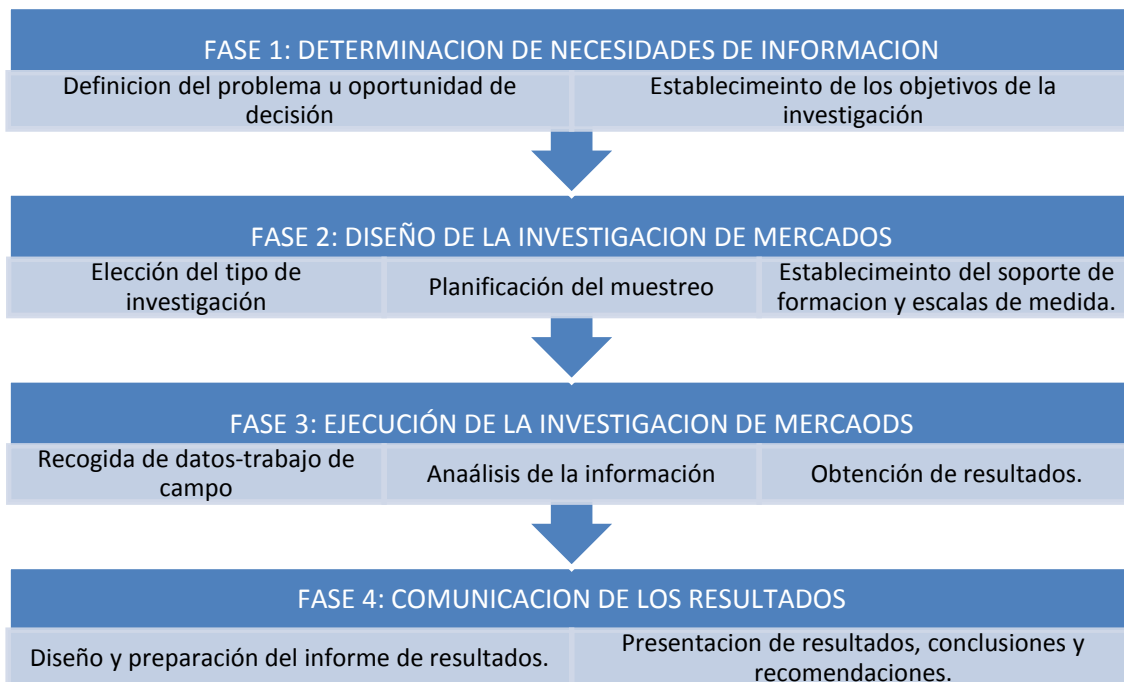 FASE 1: DETERMINACION DE NECESIDADES DE INFORMACION
Definicion del problema u oportunidad de
decisión
Establecimeinto de los objetivos de la
investigación
FASE 2: DISEÑO DE LA INVESTIGACION DE MERCADOS
Elección del tipo de
investigación
Planificación del muestreo
Establecimeinto del soporte de
formacion y escalas de medida.
FASE 3: EJECUCIÓN DE LA INVESTIGACION DE MERCAODS
Recogida de datos-trabajo de
campo
Anaálisis de la información
Obtención de resultados.
FASE 4: COMUNICACION DE LOS RESULTADOS
Diseño y preparación del informe de resultados.
Presentacion de resultados, conclusiones y
recomendaciones.